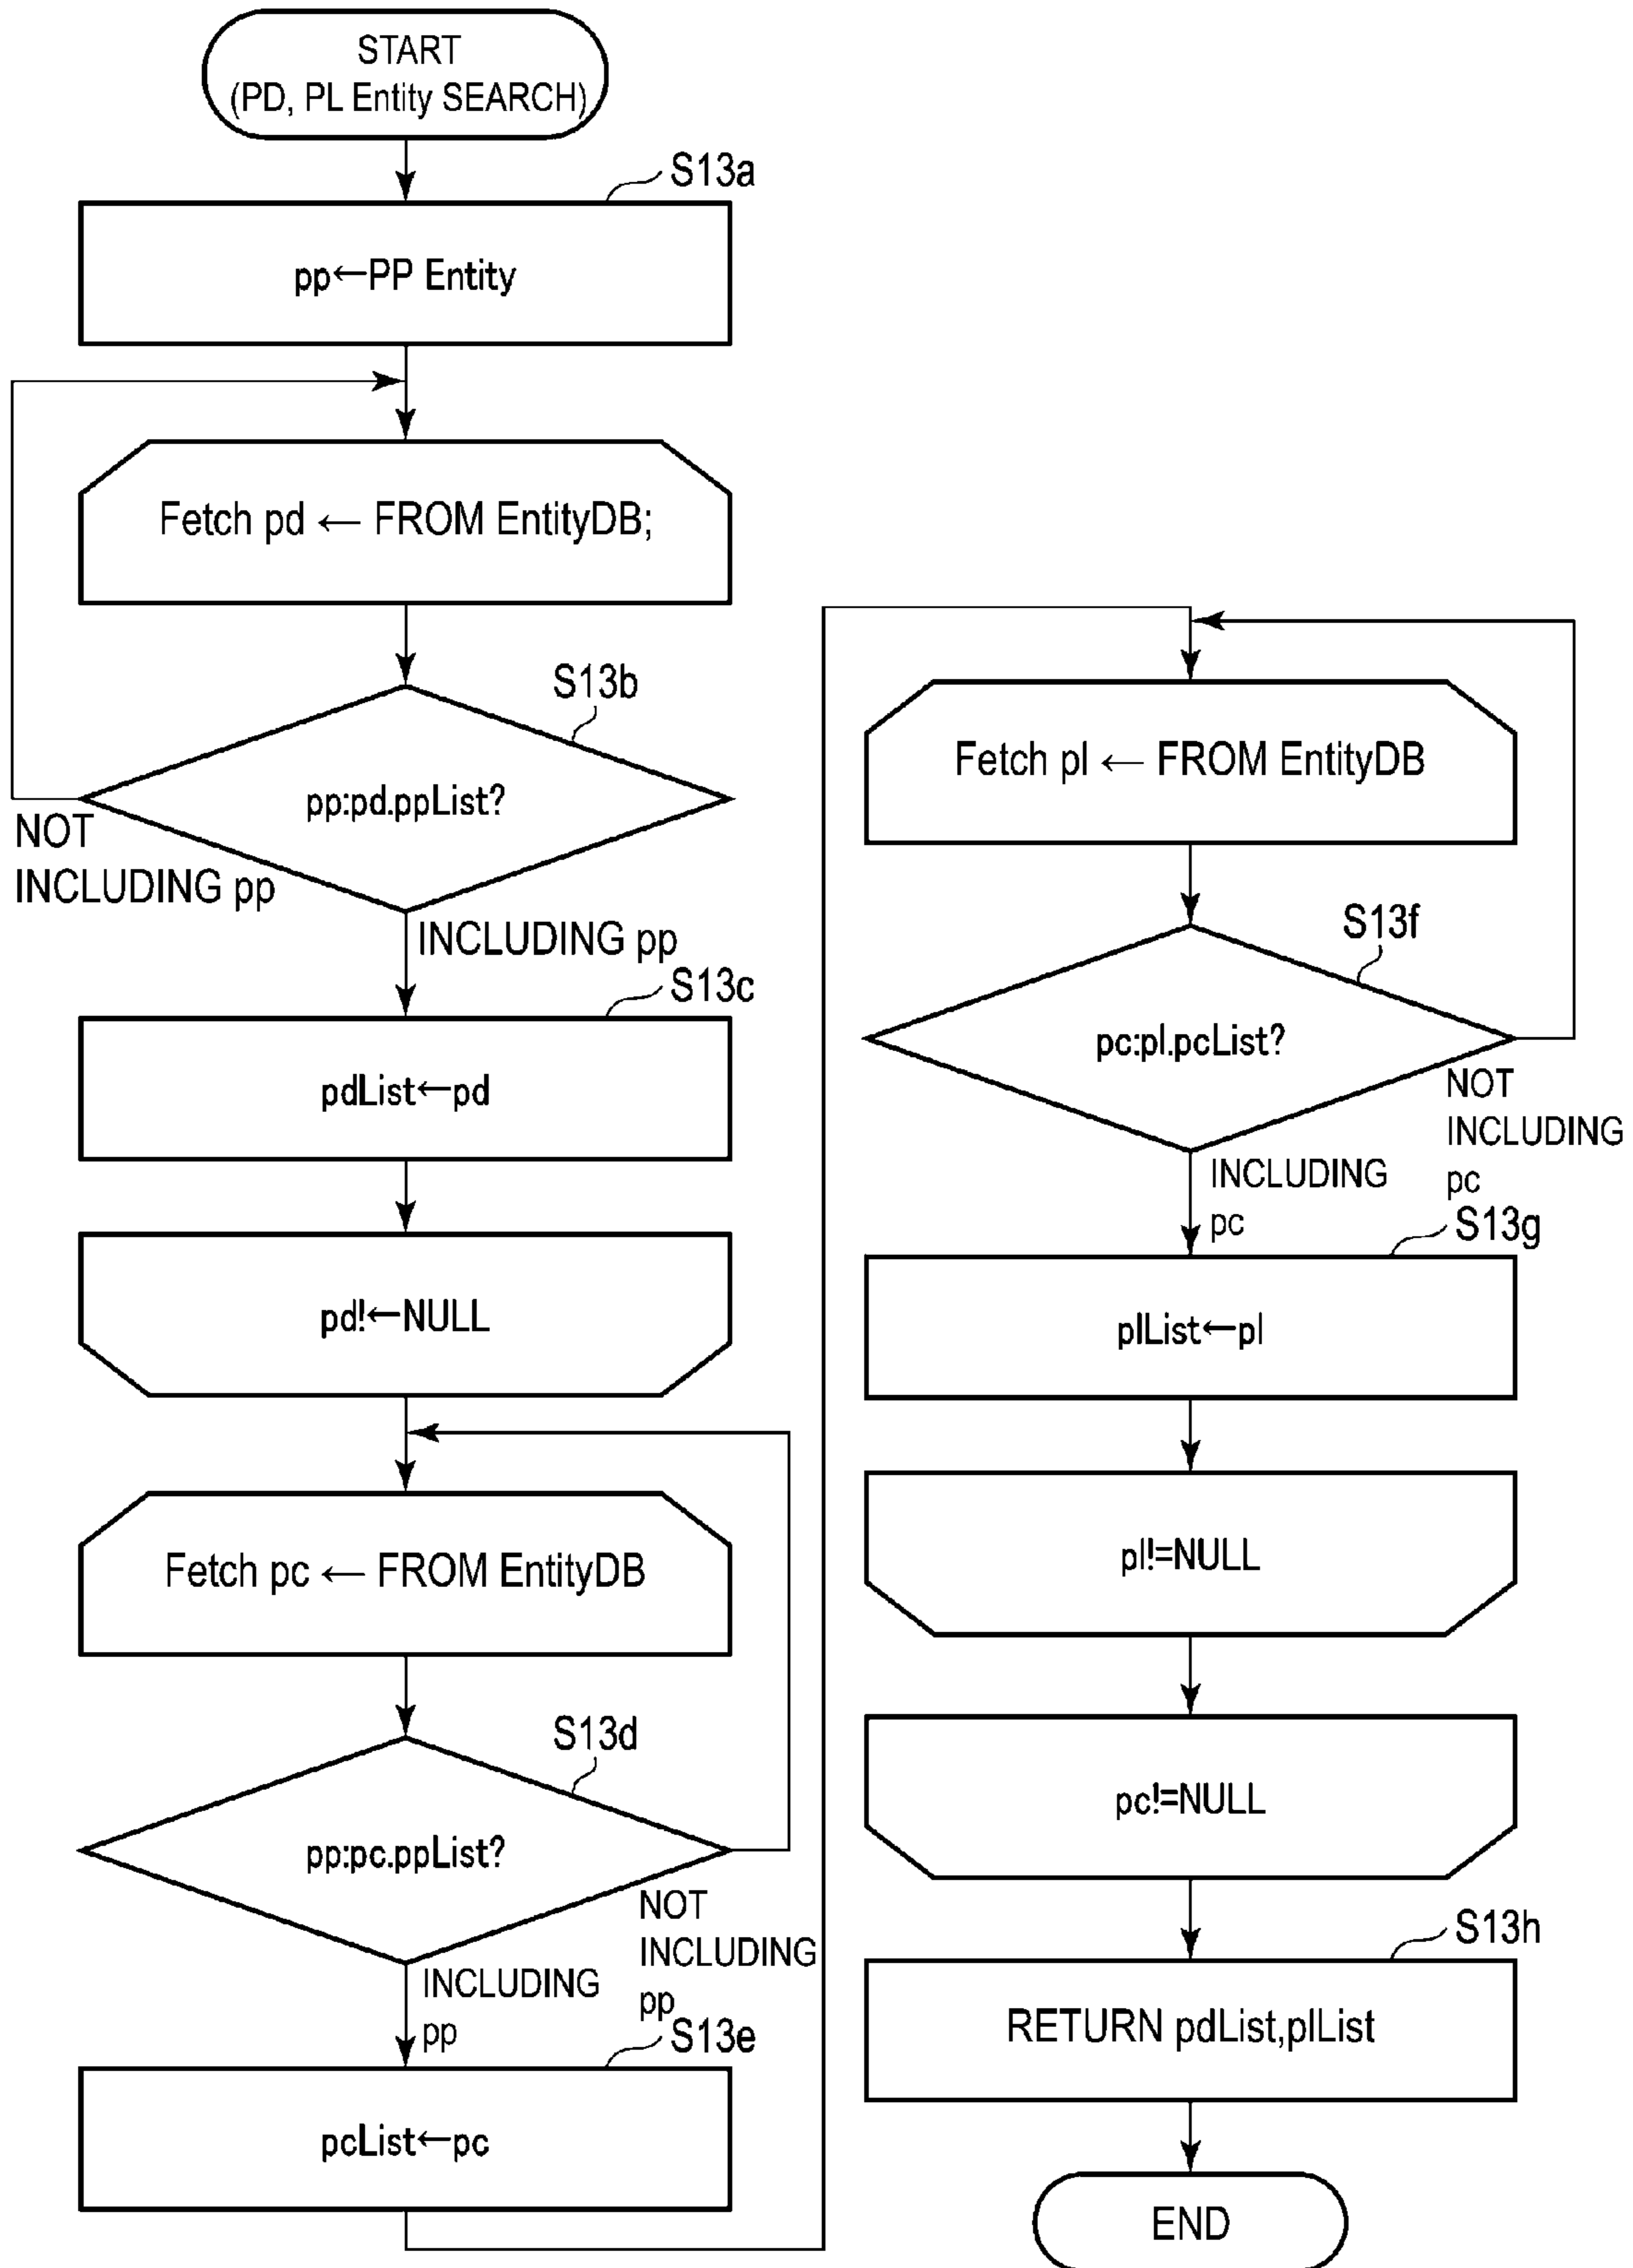 START
(PD, PL Entity SEARCH)
S13a
pp←PP Entity
Fetch pd ← FROM EntityDB;
S13b
pp:pd.ppList?
NOT
INCLUDING pp
INCLUDING pp
S13c
pdList←pd
pd!←NULL
Fetch pc ← FROM EntityDB
S13d
pp:pc.ppList?
NOT
INCLUDING
pp
INCLUDING
pp
S13e
pcList←pc
Fetch pl ← FROM EntityDB
S13f
pc:pl.pcList?
NOT
INCLUDING
pc
INCLUDING
pc
S13g
plList←pl
pl!=NULL
pc!=NULL
S13h
RETURN pdList,plList
END